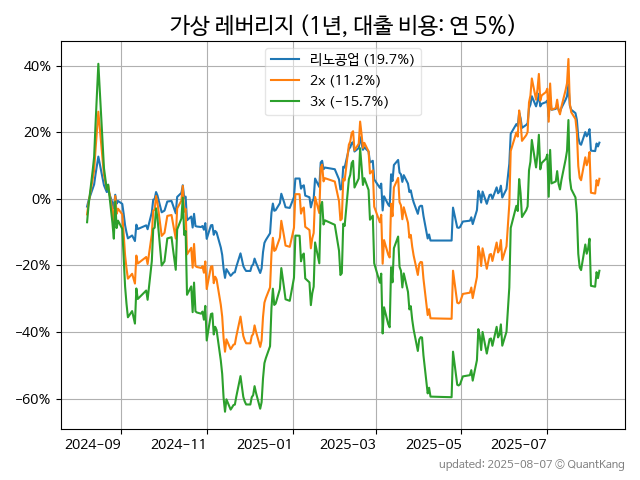 가상 레버리지 (1년, 대출 비용: 연 5%)
리노공업 (19.7%)
2x (11.2%)
3x (−15.7%)
40%
20%
0%
−20%
−40%
−60%
2024-09 2024-11 2025-01 2025-03 2025-05 2025-07
updated: 2025-08-07 © QuantKang